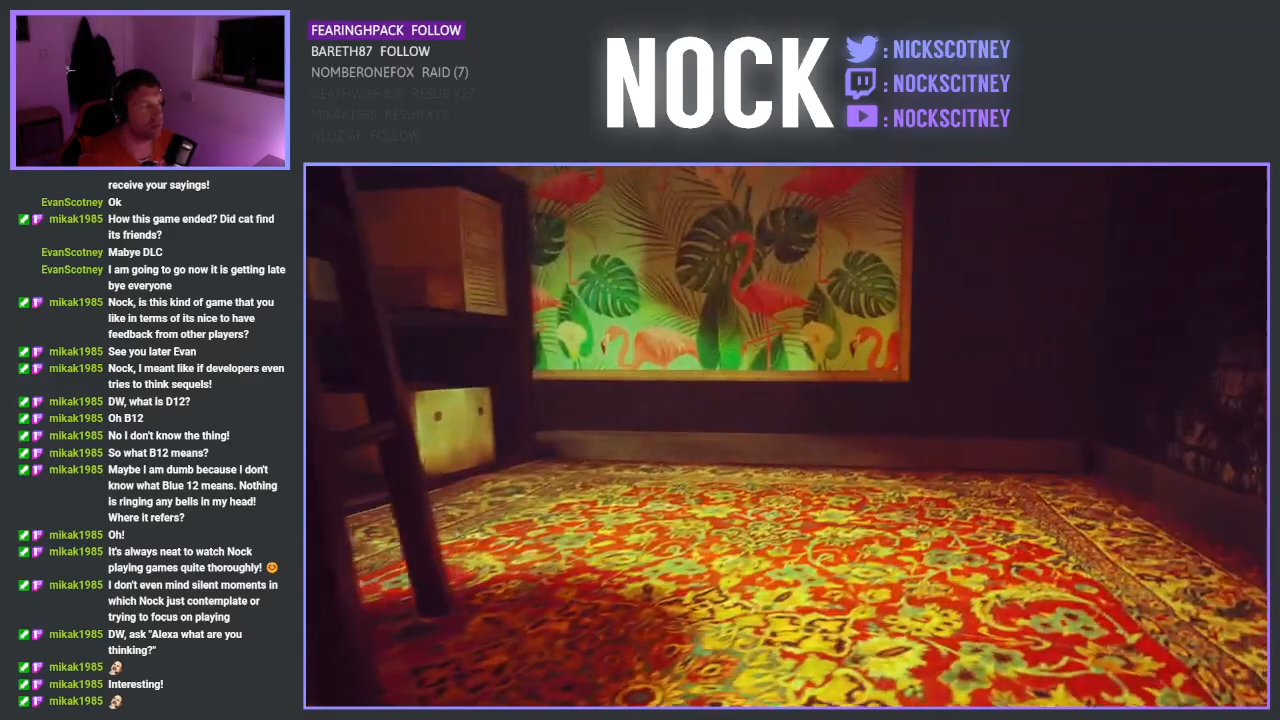 FEARINGHPACK FOLLOW
BARETH87 FOLLOW
NOMBERONEFOX RAID (7)
NOCK
: NICKSCOTNEY
: NOCKSCITNEY
: NOCKSCITNEY
receive your sayings!
EvanScotney Ok
mikak1985 How this game ended? Did cat find
its friends?
EvanScotney Mabye DLC
EvanScotney I am going to go now it is getting late
bye everyone
mikak1985 Nock, is this kind of game that you
like in terms of its nice to have
feedback from other players?
mikak1985 See you later Evan
mikak1985 Nock, I meant like if developers even
tries to think sequels!
mikak1985 DW, what is D12?
mikak1985 Oh B12
mikak1985 No I don't know the thing!
mikak1985 So what B12 means?
mikak1985 Maybe I am dumb because I don't
know what Blue 12 means. Nothing
is ringing any bells in my head!
Where it refers?
mikak1985 Oh!
mikak1985 It's always neat to watch Nock
playing games quite thoroughly! 😊
mikak1985 I don't even mind silent moments in
which Nock just contemplate or
trying to focus on playing
mikak1985 DW, ask "Alexa what are you
thinking?"
mikak1985
mikak1985 Interesting!
mikak1985